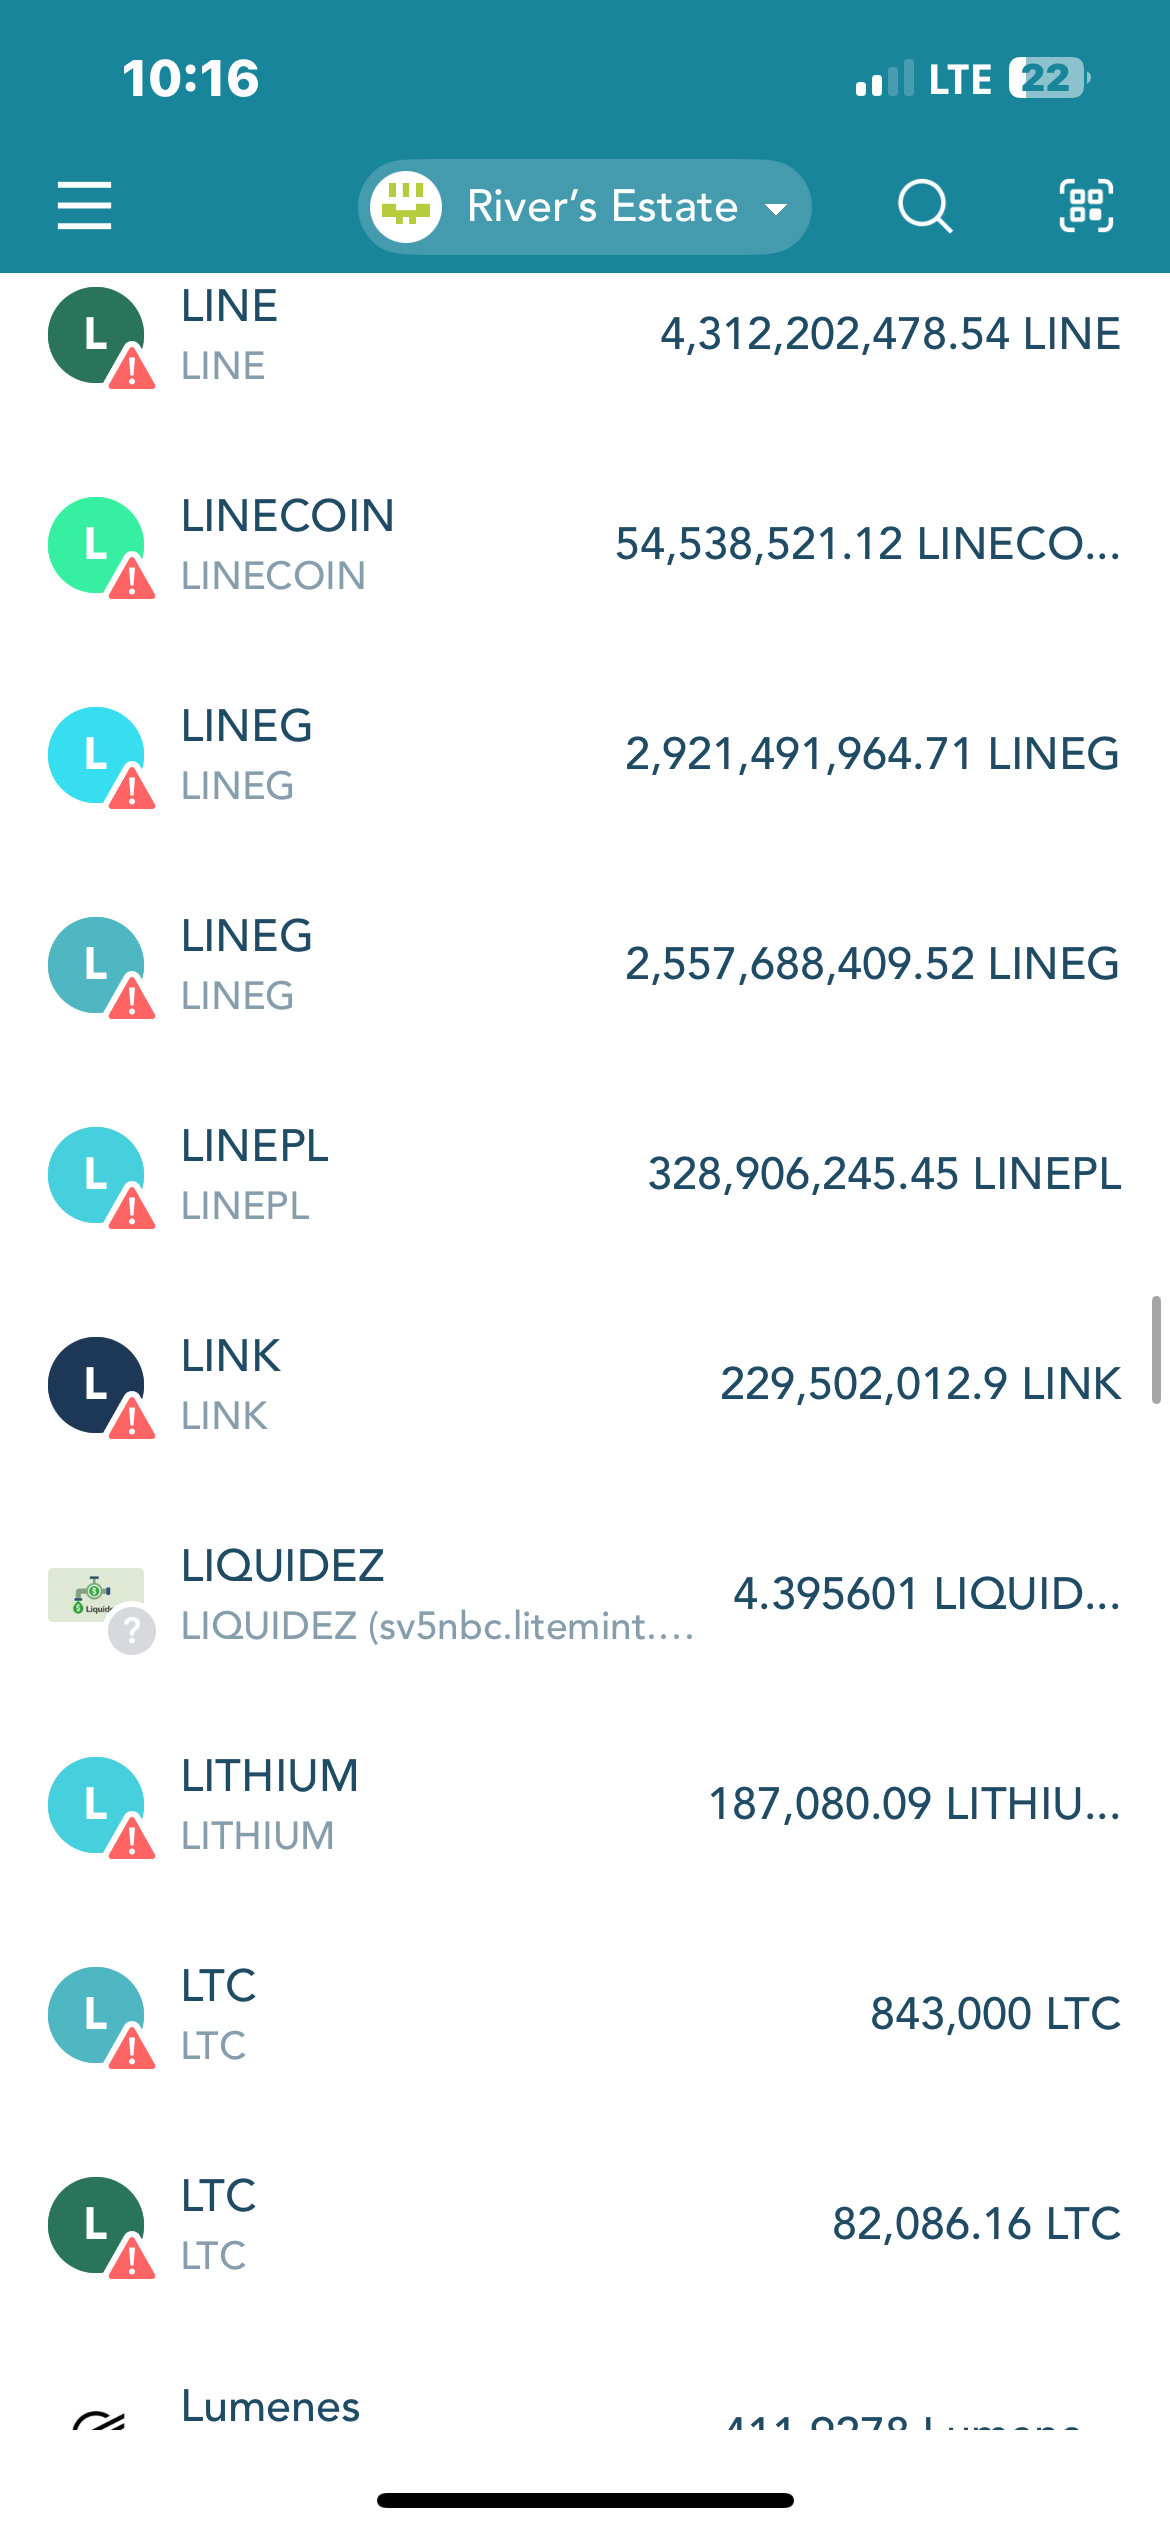 10:16
LTE 22
River's Estate
L
LINE
LINE
4,312,202,478.54 LINE
L
LINECOIN
LINECOIN
54,538,521.12 LINECO...
L
LINEG
LINEG
2,921,491,964.71 LINEG
L
LINEG
LINEG
2,557,688,409.52 LINEG
L
LINEPL
LINEPL
328,906,245.45 LINEPL
L
LINK
LINK
229,502,012.9 LINK
LIQUIDEZ
LIQUIDEZ (sv5nbc.litemint....
4.395601 LIQUID...
L
LITHIUM
LITHIUM
187,080.09 LITHIU...
L
LTC
LTC
843,000 LTC
L
LTC
LTC
82,086.16 LTC
Lumenes